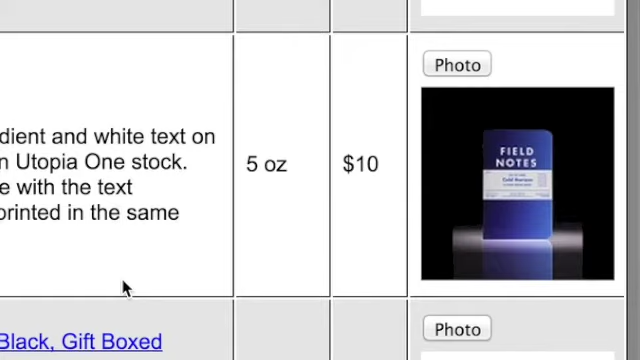 Photo
dient and white text on
n Utopia One stock.
e with the text
printed in the same
5 oz
$10
FIELD
NOTES
Black, Gift Boxed
Photo